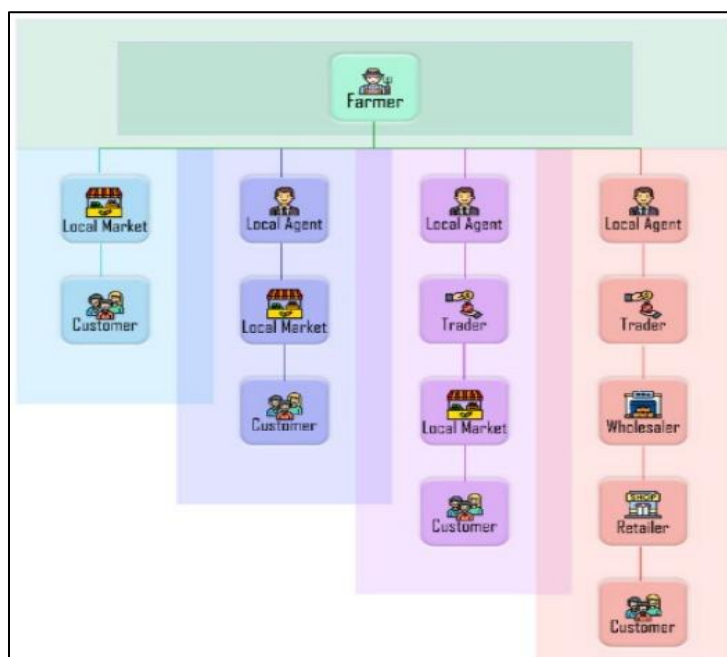 Farmer
Local Market
Local Agent
Local Agent
Local Agent
Customer
Local Market
Trader
Trader
Customer
Local Market
Wholesaler
Customer
SHOP
Retailer
Customer